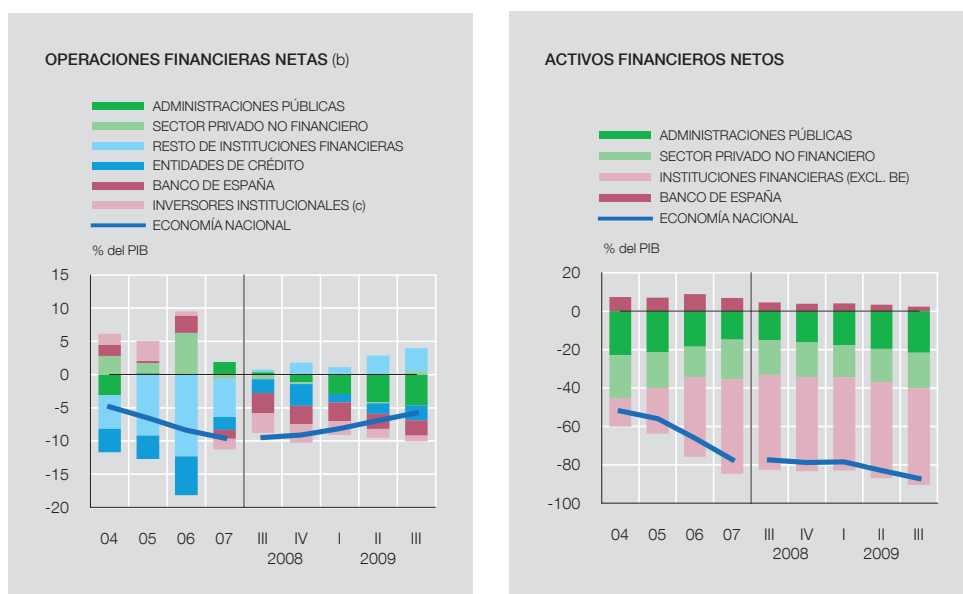 OPERACIONES FINANCIERAS NETAS (b)
ADMINISTRACIONES PÚBLICAS
SECTOR PRIVADO NO FINANCIERO
RESTO DE INSTITUCIONES FINANCIERAS
ENTIDADES DE CRÉDITO
BANCO DE ESPAÑA
INVERSORES INSTITUCIONALES (c)
ECONOMÍA NACIONAL
% del PIB
15
10
5
0
-5
-10
-15
-20
04 05 06 07 III IV I II III
2008 2009
ACTIVOS FINANCIEROS NETOS
ADMINISTRACIONES PÚBLICAS
SECTOR PRIVADO NO FINANCIERO
INSTITUCIONES FINANCIERAS (EXCL. BE)
BANCO DE ESPAÑA
ECONOMÍA NACIONAL
% del PIB
20
0
-20
-40
-60
-80
-100
04 05 06 07 III IV I II III
2008 2009